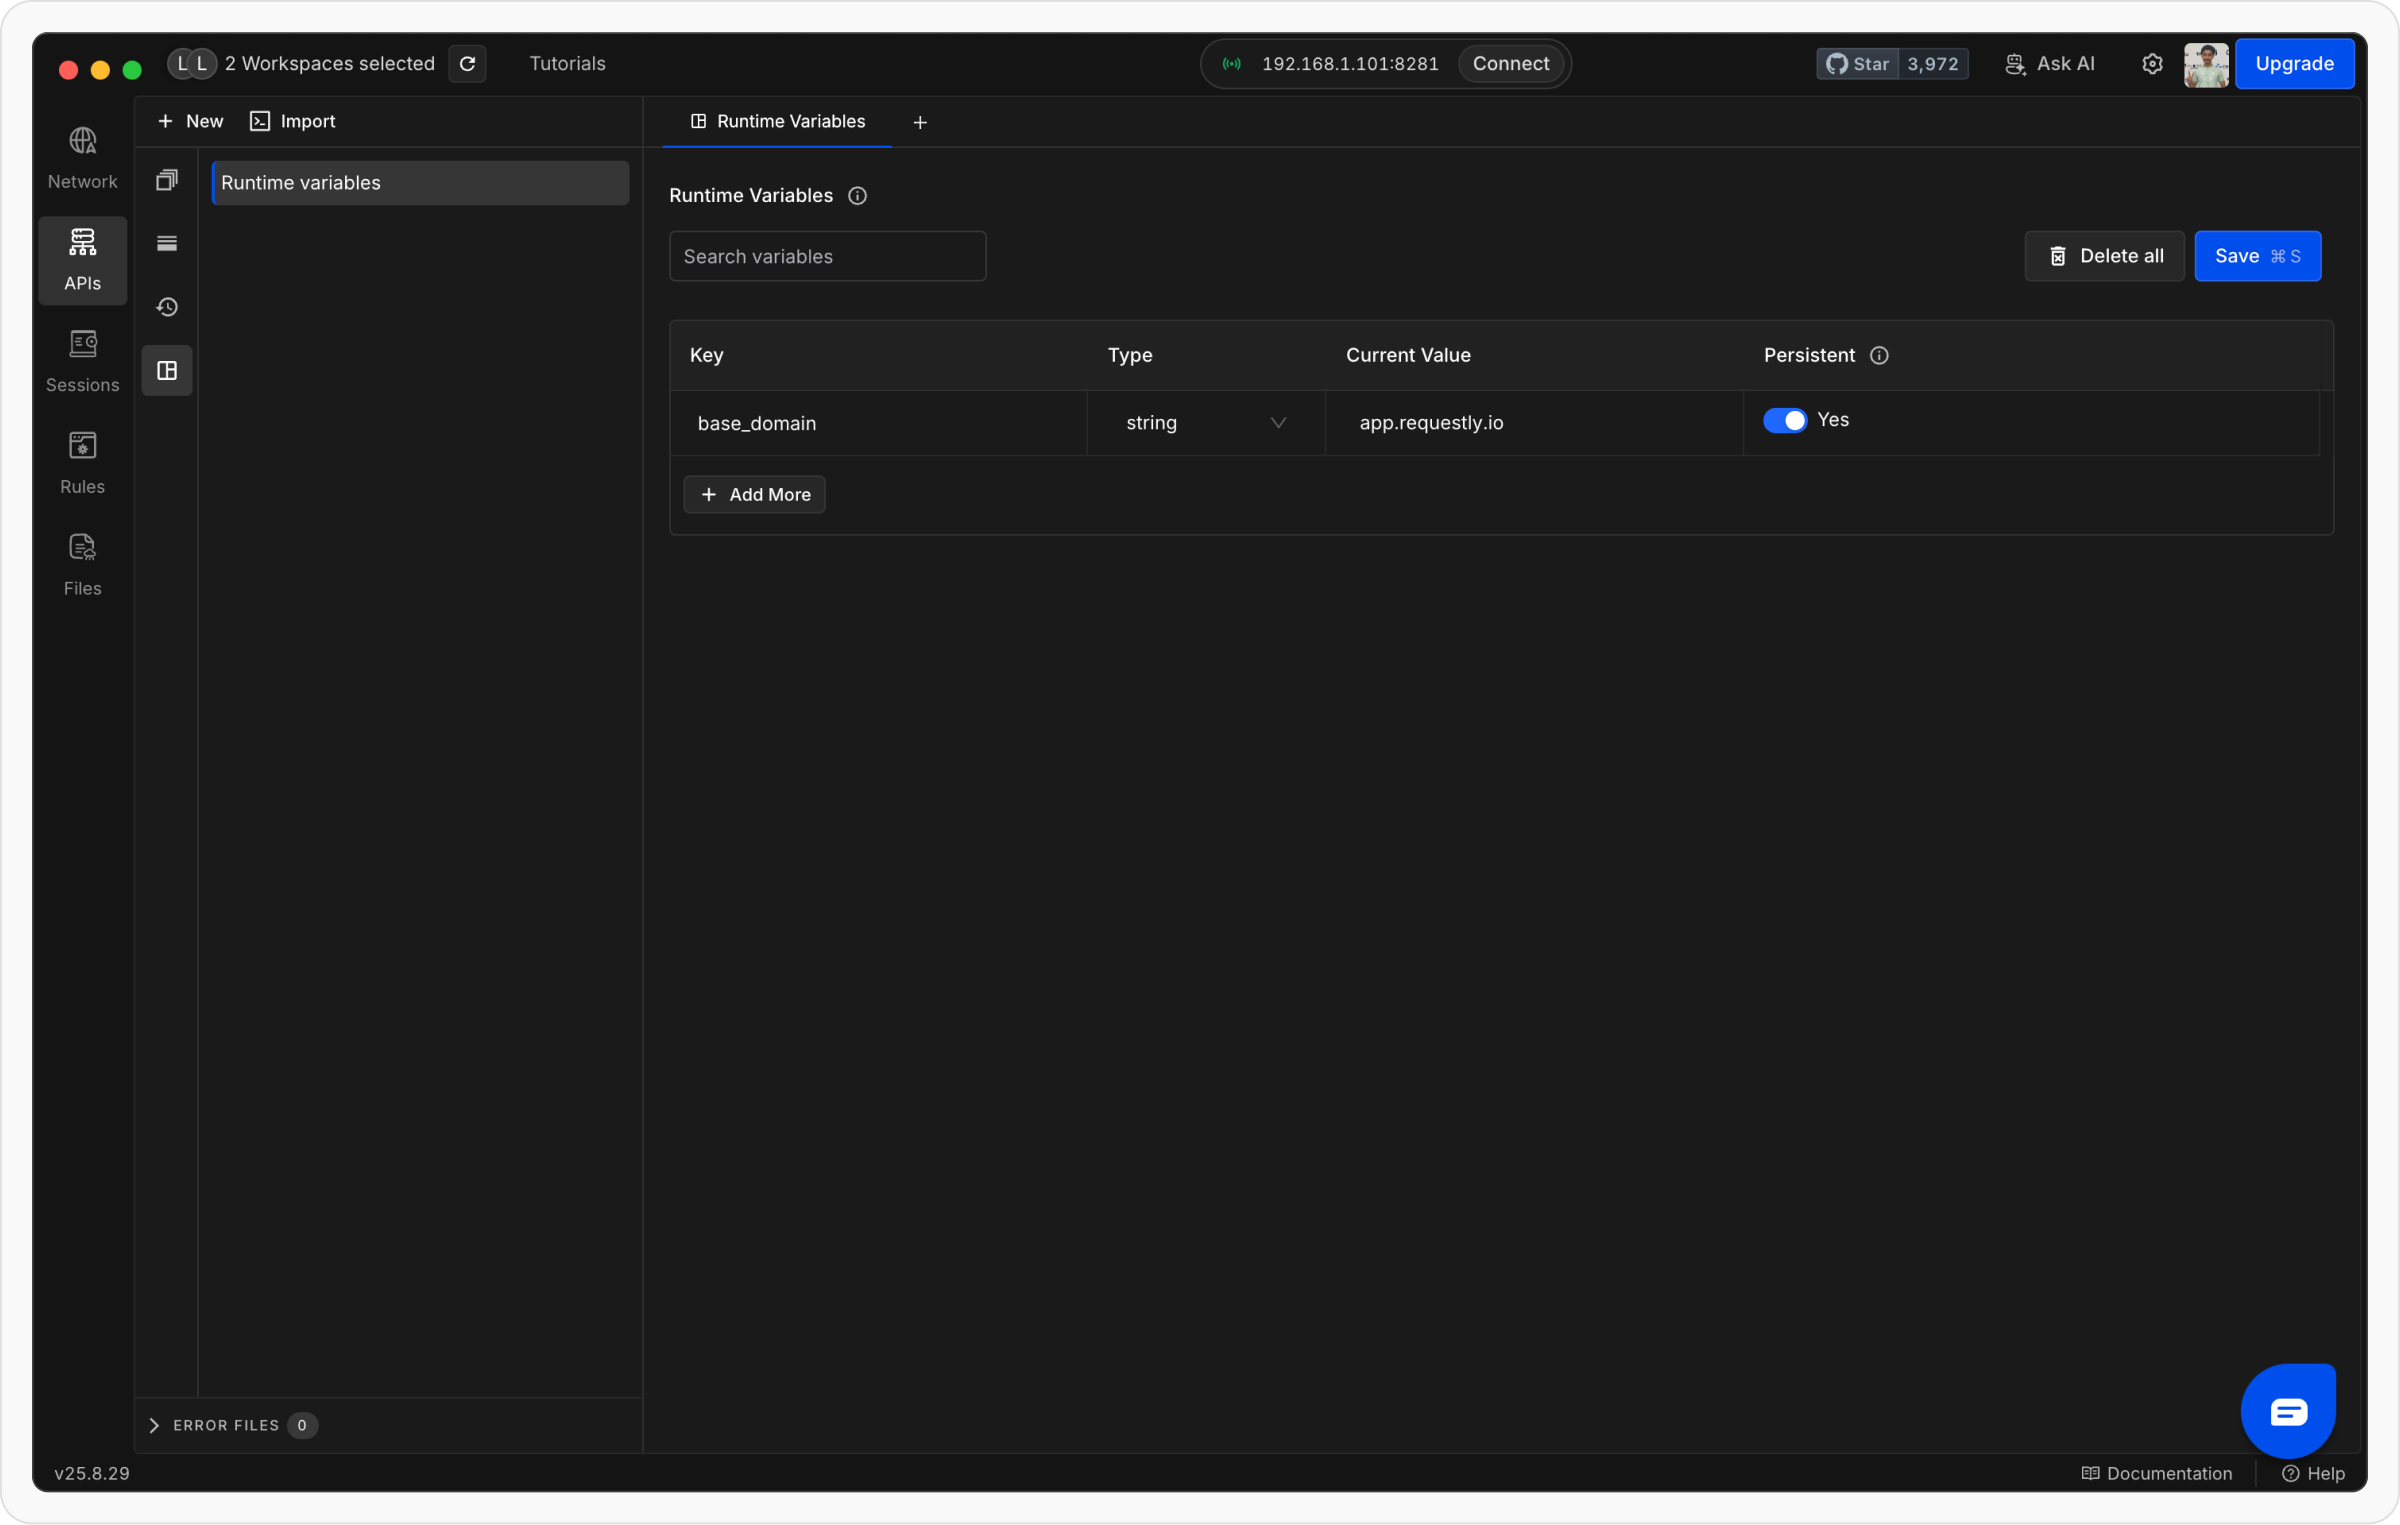 L L 2 Workspaces selected Tutorials 192.168.1.101:8281 Connect Star 3,972 Ask AI Upgrade
Network
APIs
Sessions
Rules
Files
New Import
Runtime variables
ERROR FILES 0
Runtime Variables
Runtime Variables
Search variables Delete all Save ⌘ S
Key Type Current Value Persistent
base_domain string app.requestly.io Yes
Add More
v25.8.29 Documentation Help